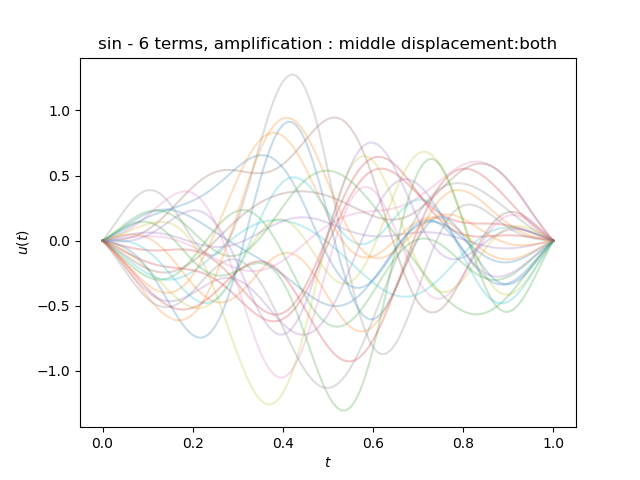 sin - 6 terms, amplification : middle displacement:both
1.0
0.5
0.0
−0.5
−1.0
u(t)
0.0 0.2 0.4 0.6 0.8 1.0
t